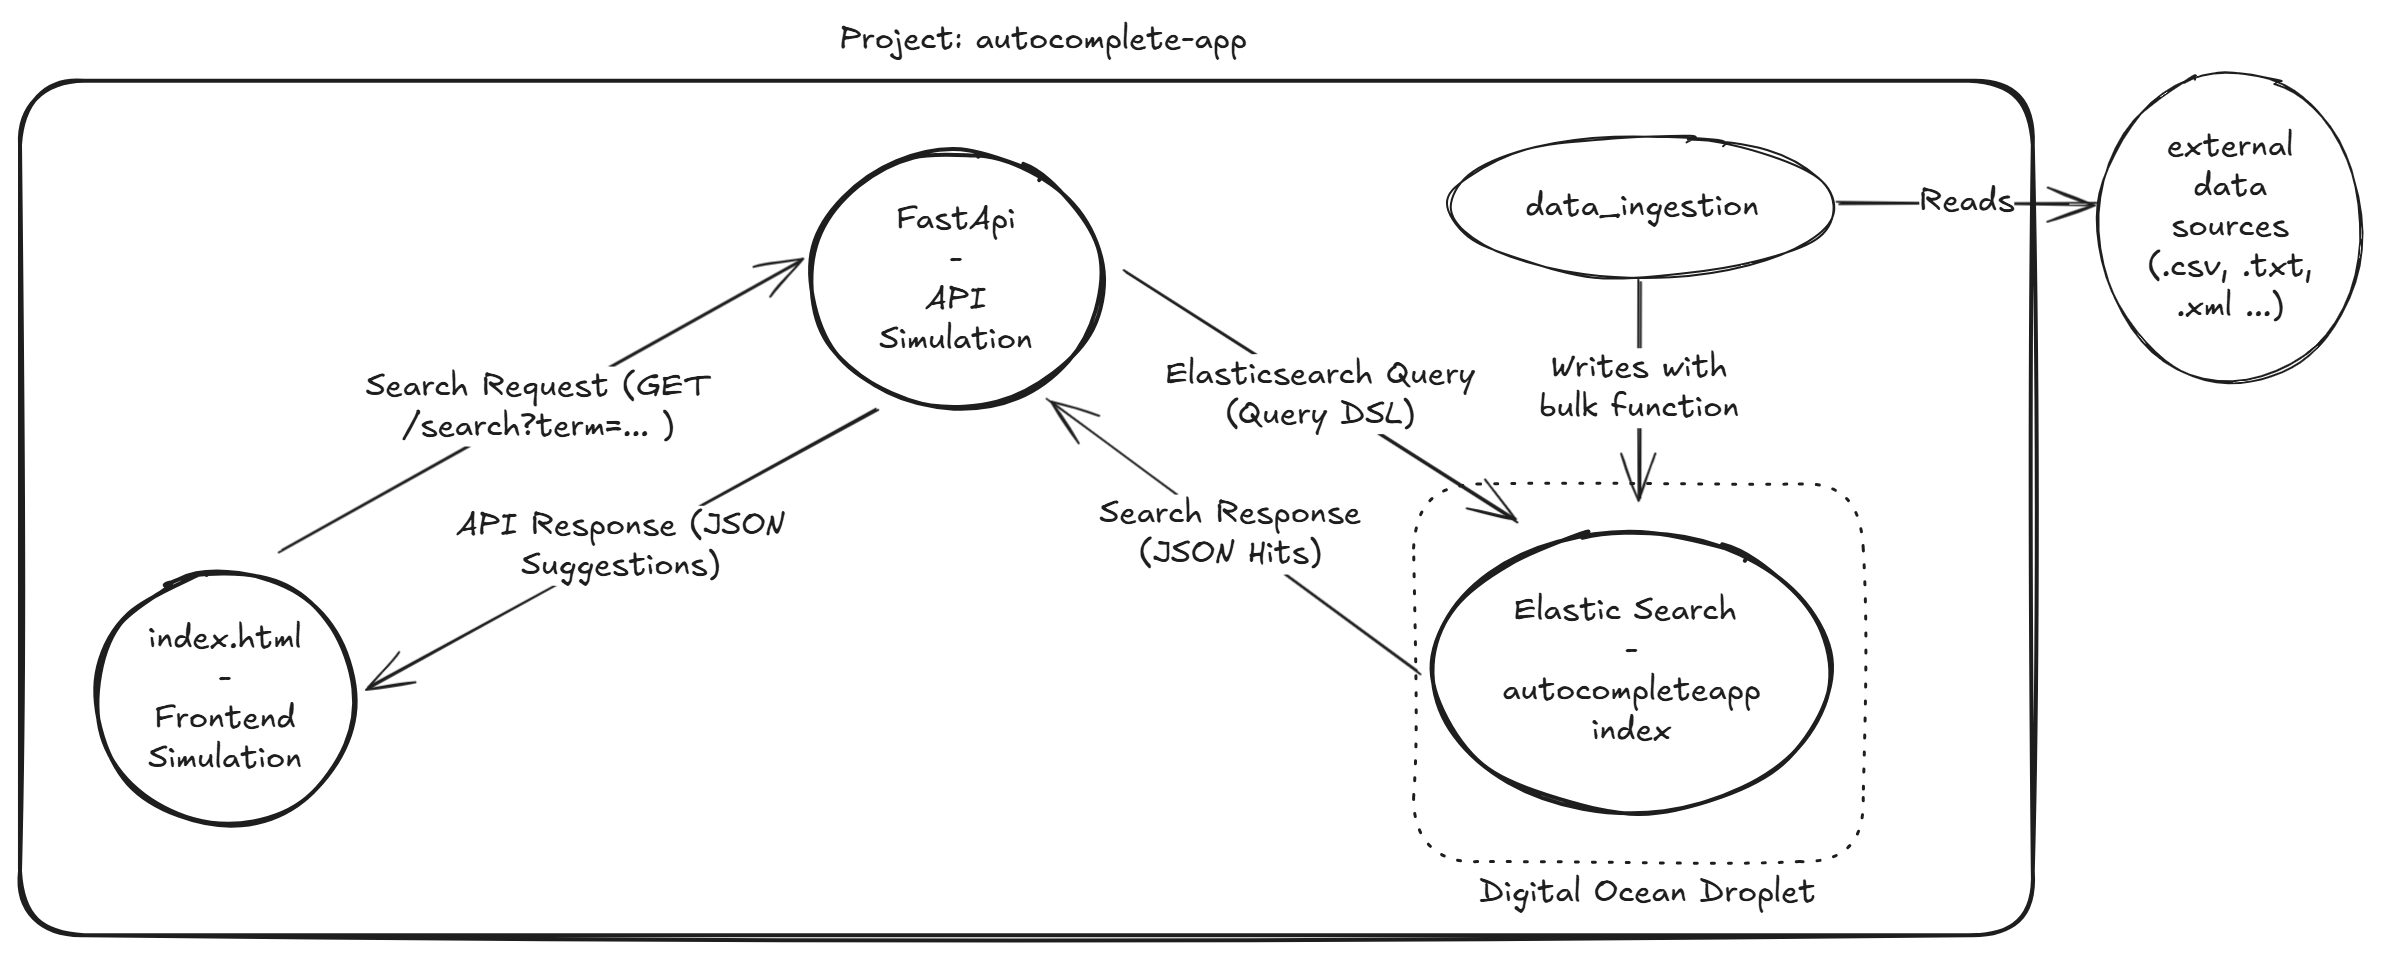 Project: autocomplete-app
FastApi
-
API
Simulation
data_ingestion
Reads
external
data
sources
(.csv, .txt,
.xml ...)
Search Request (GET
/search?term=... )
Elasticsearch Query
(Query DSL)
Writes with
bulk function
API Response (JSON
Suggestions)
Search Response
(JSON Hits)
index.html
-
Frontend
Simulation
Elastic Search
-
autocompleteapp
index
Digital Ocean Droplet